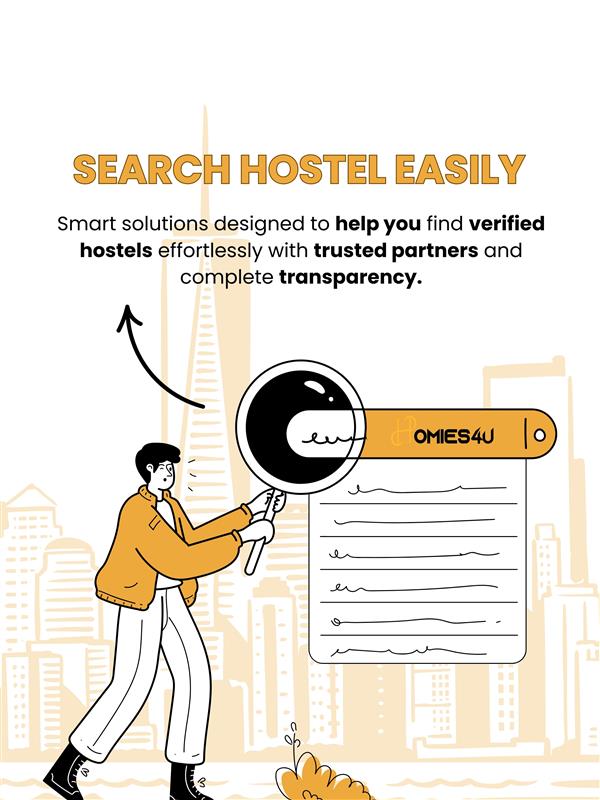 SEARCH HOSTEL EASILY
Smart solutions designed to help you find verified
hostels effortlessly with trusted partners and
complete transparency.
HOMIES4U